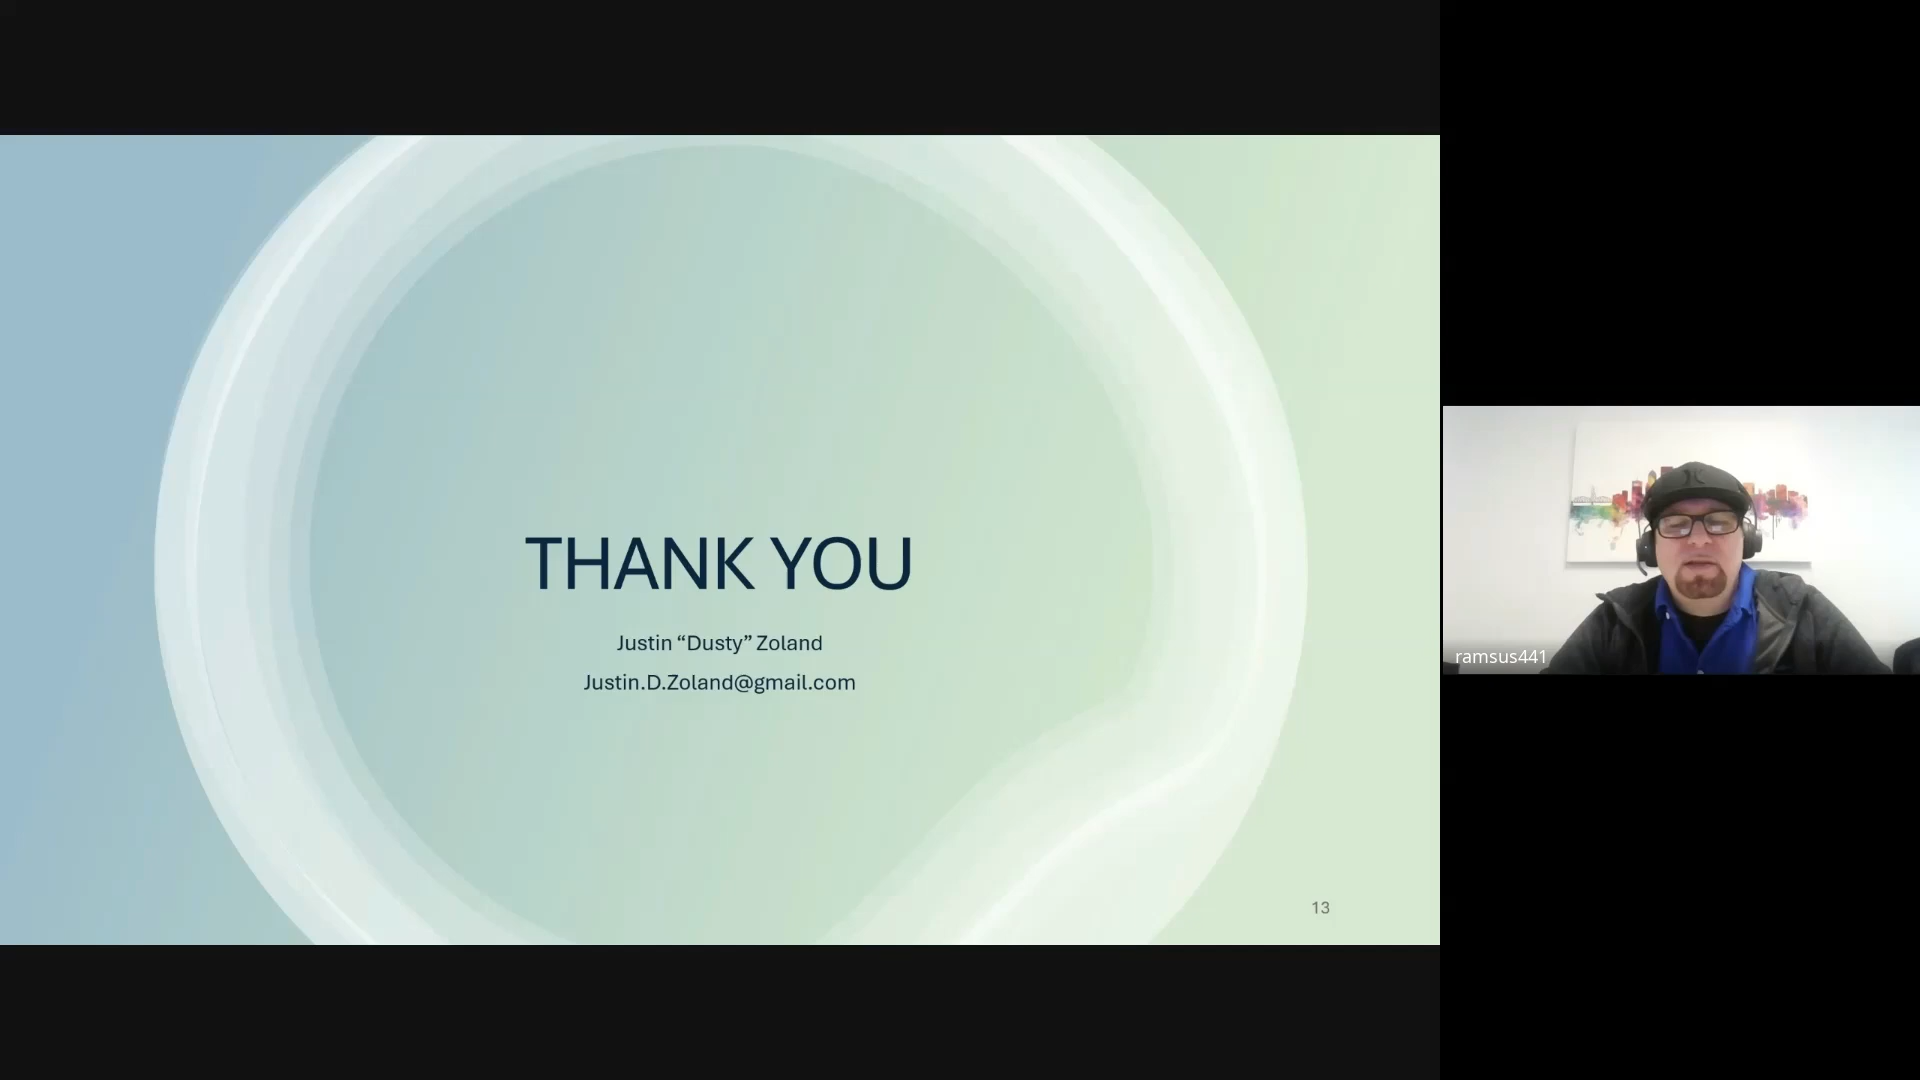 THANK YOU
Justin “Dusty” Zoland
Justin.D.Zoland@gmail.com
13
ramsus441